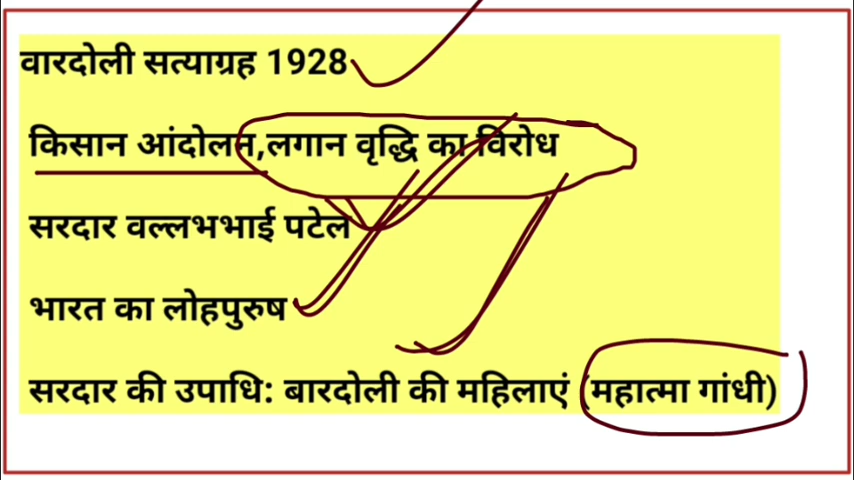 वारदोली सत्याग्रह 1928
किसान आंदोलन,लगान वृद्धि का विरोध
सरदार वल्लभभाई पटेल
भारत का लोहपुरुष
सरदार की उपाधि: बारदोली की महिलाएं (महात्मा गांधी)